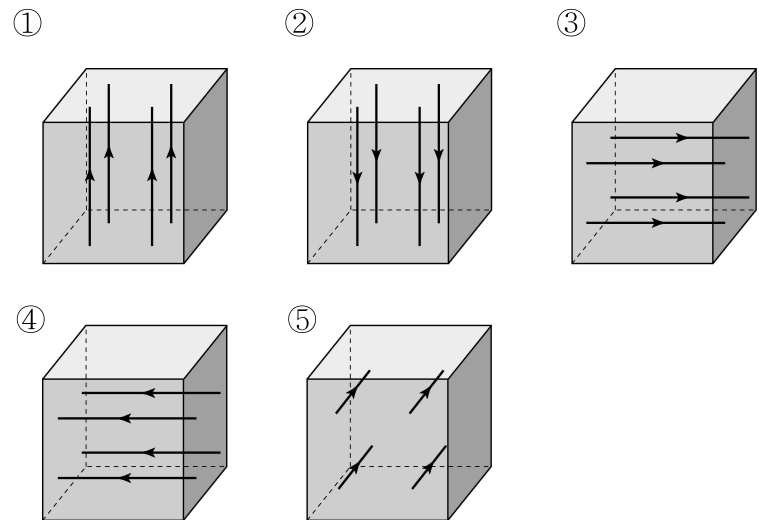 ① ② ③
④ ⑤